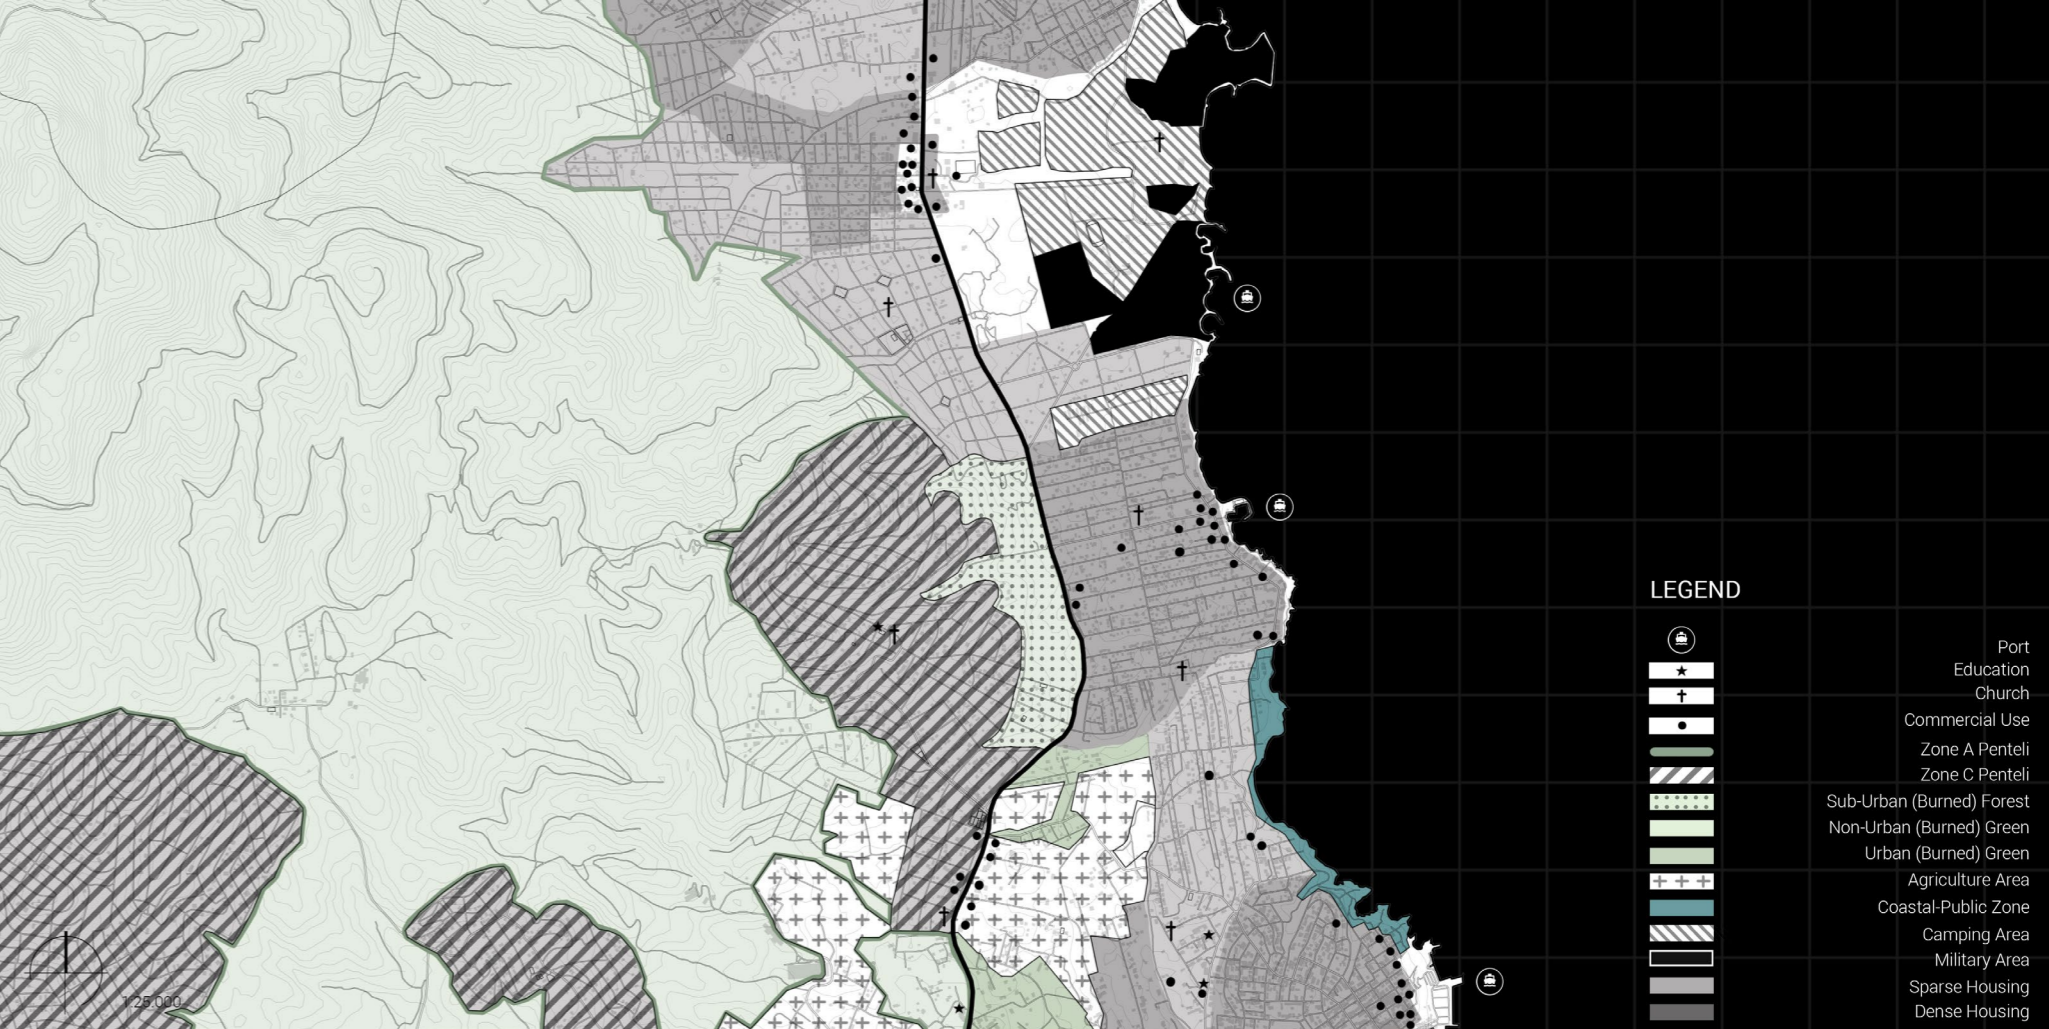 LEGEND
Port
Education
Church
Commercial Use
Zone A Penteli
Zone C Penteli
Sub-Urban (Burned) Forest
Non-Urban (Burned) Green
Urban (Burned) Green
Agriculture Area
Coastal-Public Zone
Camping Area
Military Area
Sparse Housing
Dense Housing
1:25.000